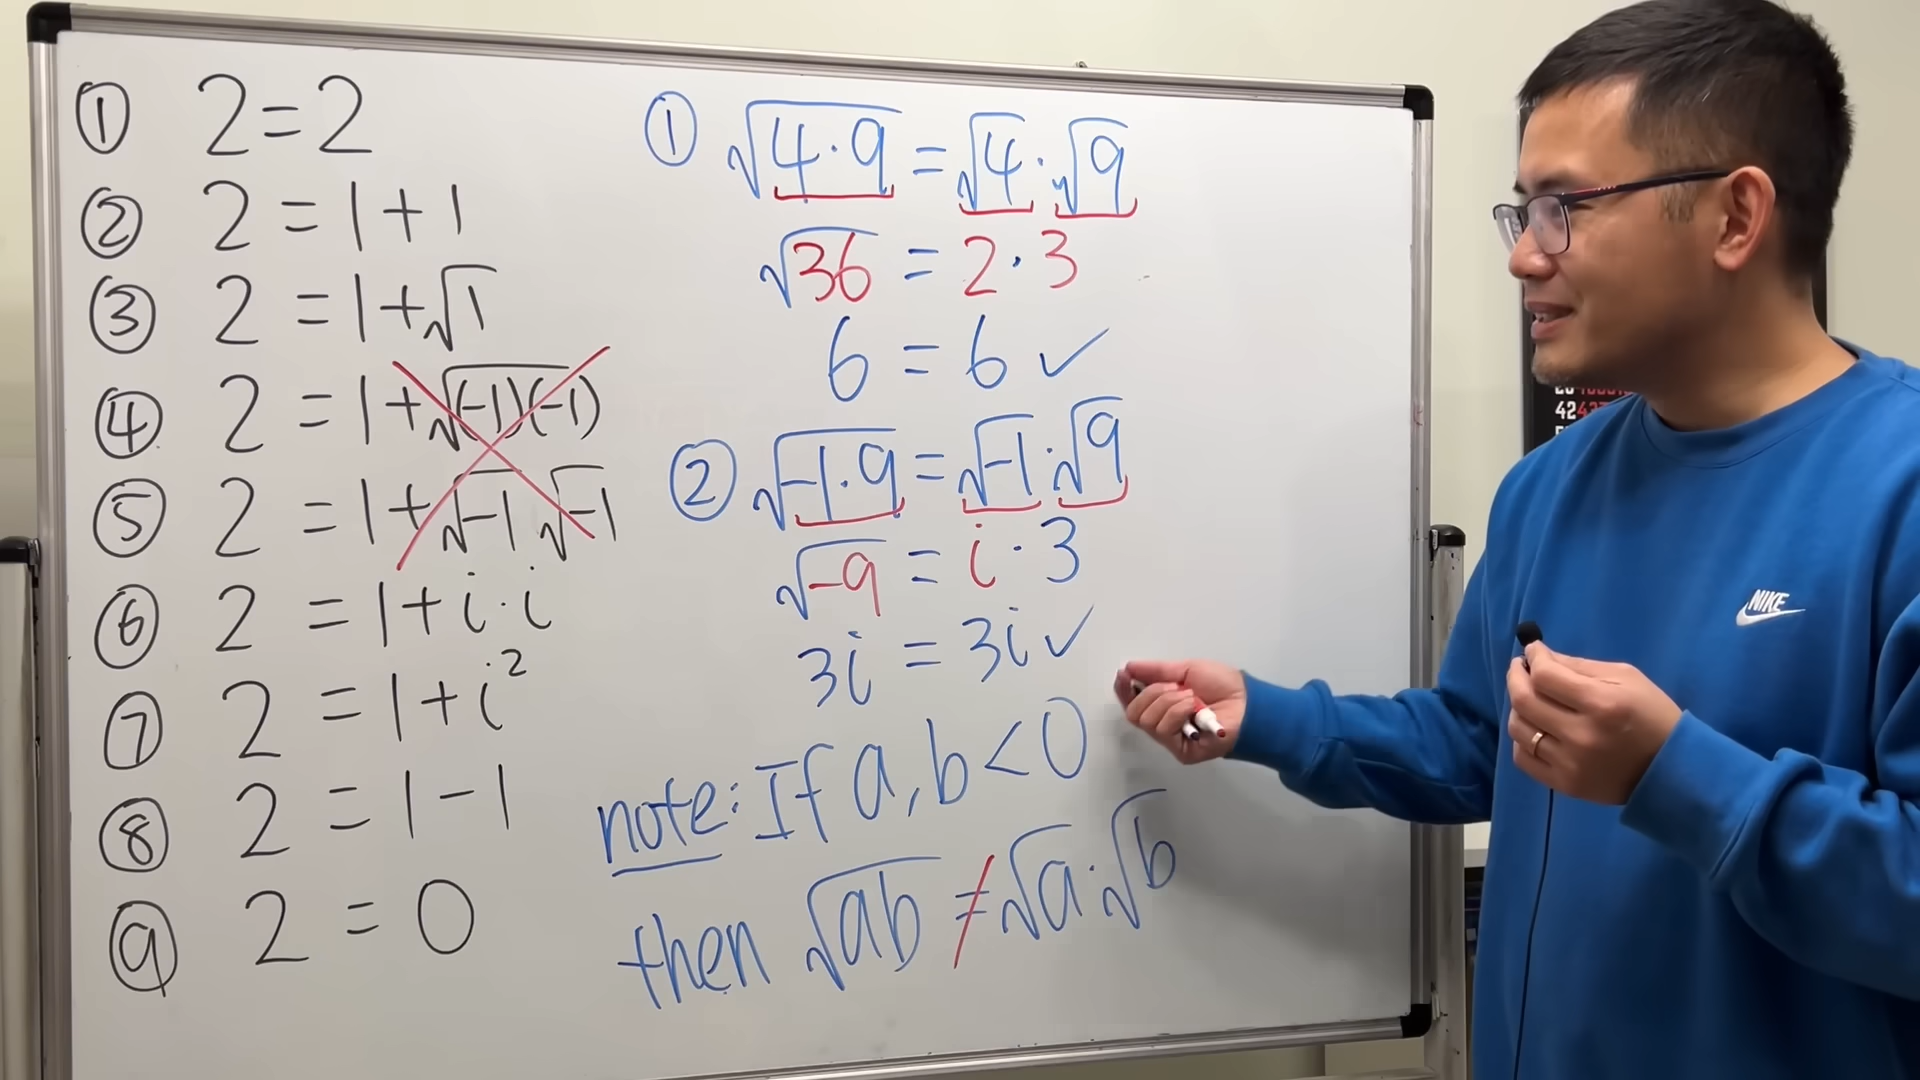 ① 2=2
② 2=1+1
③ 2=1+√1
④ 2=1+√(-1)(-1)
⑤ 2=1+√-1 √-1
⑥ 2=1+i·i
⑦ 2=1+i²
⑧ 2=1-1
⑨ 2=0
① √4·9=√4·√9
√36=2·3
6=6✓
② √-1·9=√-1·√9
√-9=i·3
3i=3i✓
note: If a,b<0
then √ab≠√a·√b
NIKE